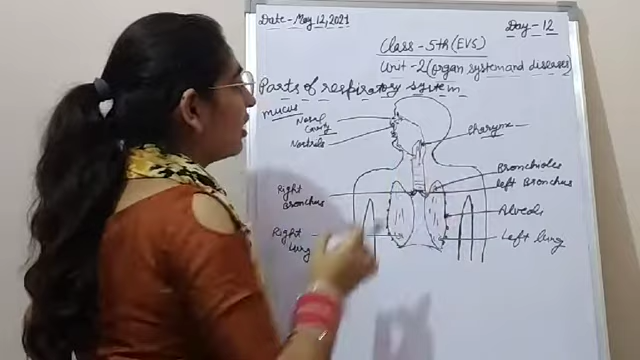 Date - May 12, 2021
Day - 12
Class - 5th (EVS)
Unit - 2 (organ system and diseases)
Parts of respiratory system
mucus
Nasal
Cavity
Nostrils
Pharynx
Bronchioles
left Bronchus
Right
Bronchus
Alveoli
Right
lung
Left lung